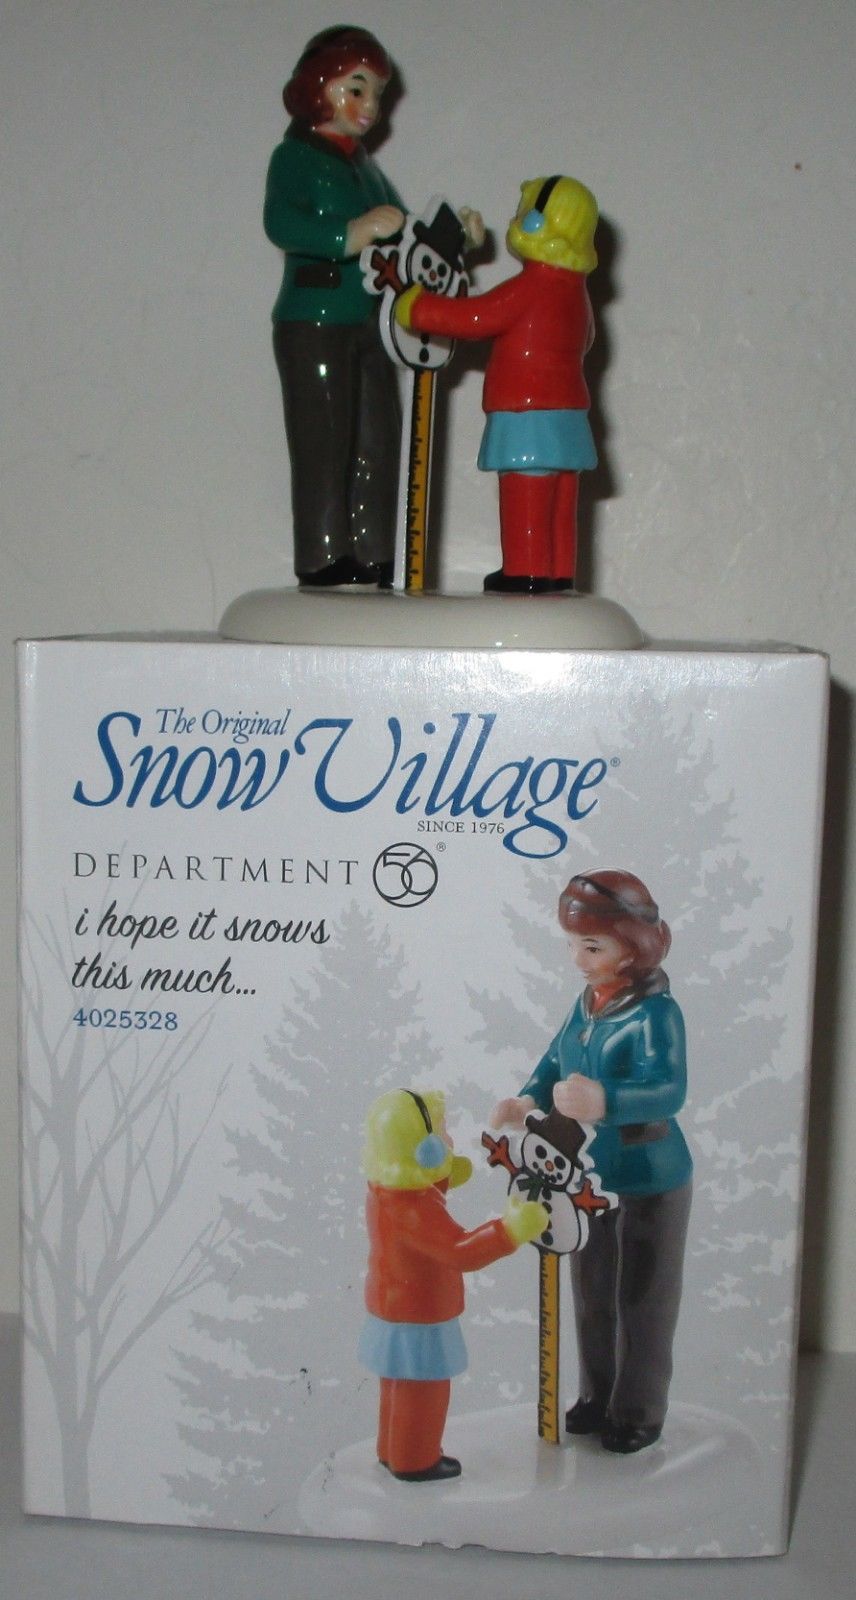 The Original
Snow Village®
SINCE 1976
DEPARTMENT 56®
i hope it snows
this much...
4025328